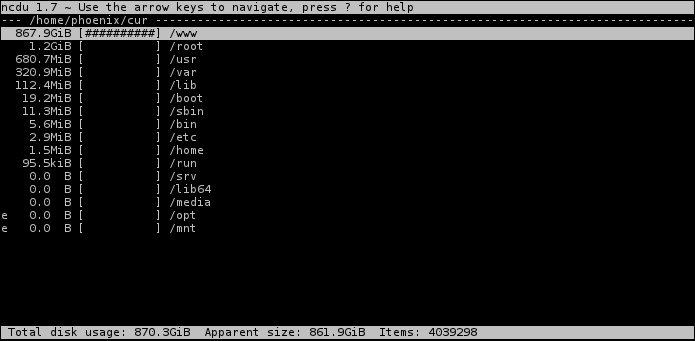 ncdu 1.7 ~ Use the arrow keys to navigate, press ? for help
--- /home/phoenix/cur ---------------------------------------------------------------------------------
  867.9GiB [##########] /www
    1.2GiB [          ] /root
  680.7MiB [          ] /usr
  320.9MiB [          ] /var
  112.4MiB [          ] /lib
   19.2MiB [          ] /boot
   11.3MiB [          ] /sbin
    5.6MiB [          ] /bin
    2.9MiB [          ] /etc
    1.5MiB [          ] /home
   95.5kiB [          ] /run
    0.0  B [          ] /srv
    0.0  B [          ] /lib64
    0.0  B [          ] /media
e   0.0  B [          ] /opt
e   0.0  B [          ] /mnt
 Total disk usage: 870.3GiB  Apparent size: 861.9GiB  Items: 4039298